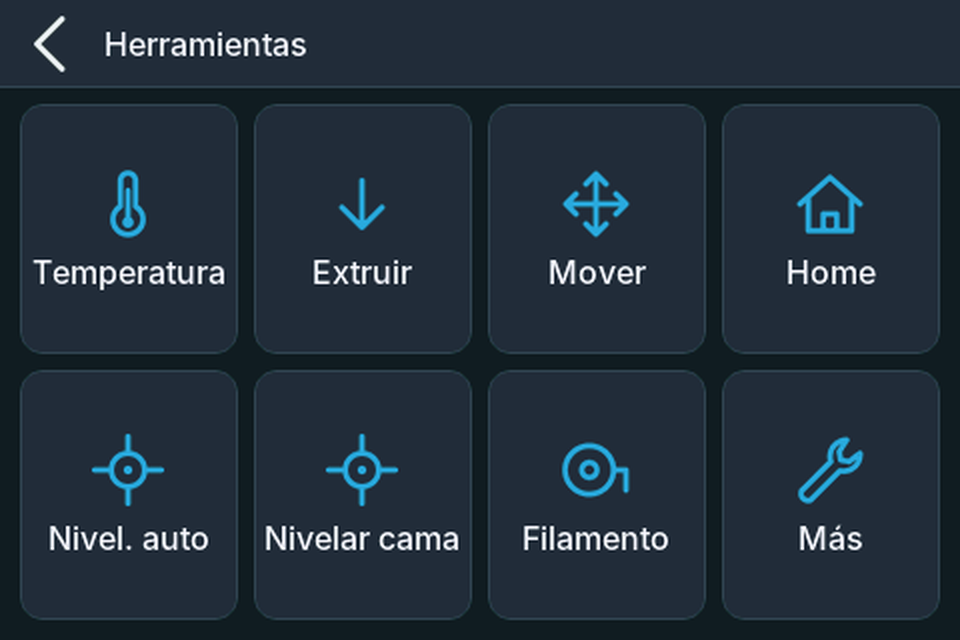 Herramientas
Temperatura
Extruir
Mover
Home
Nivel. auto
Nivelar cama
Filamento
Más